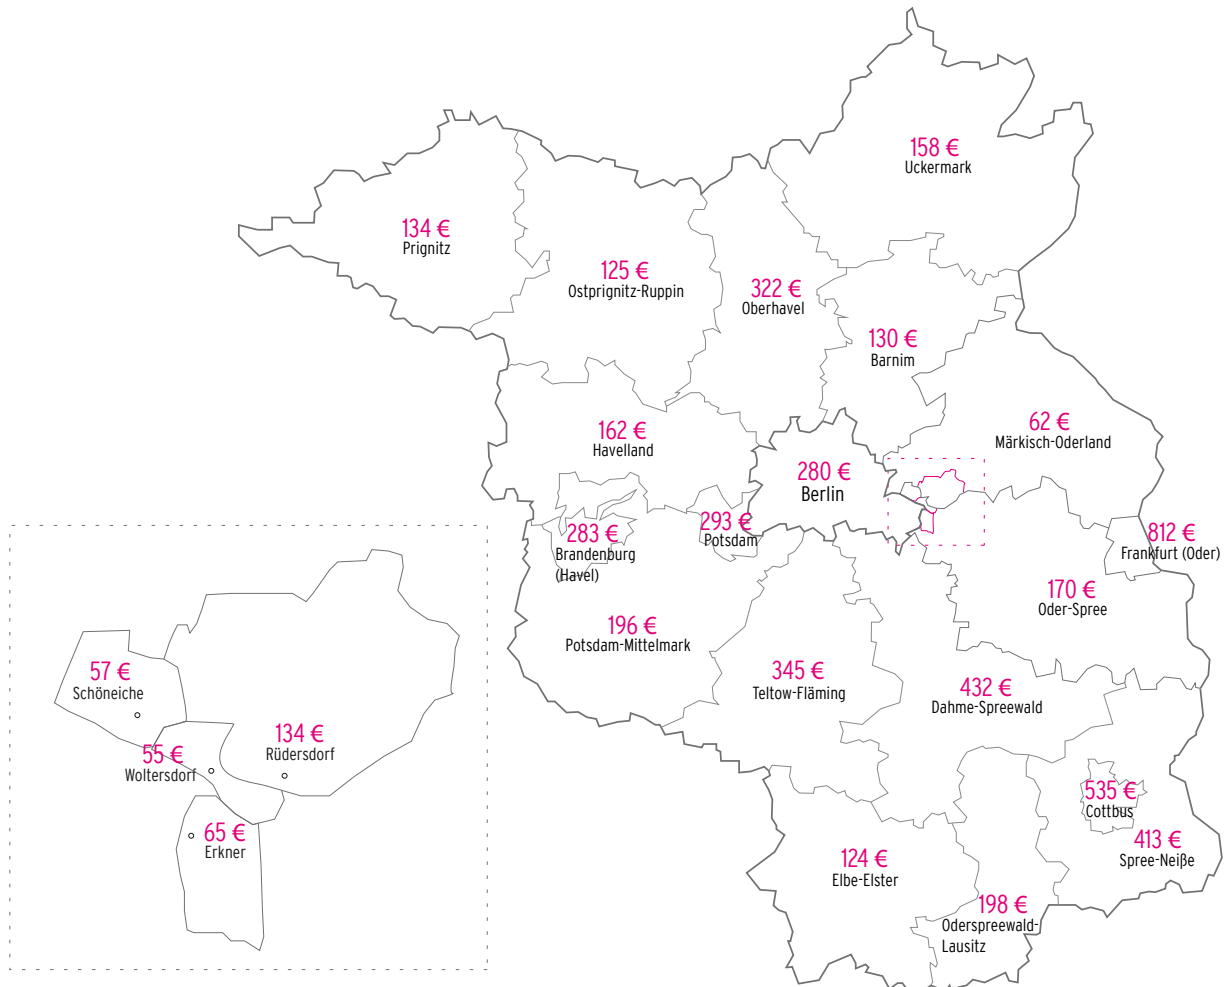 158 €
Uckermark
134 €
Prignitz
125 €
Ostprignitz-Ruppin
322 €
Oberhavel
130 €
Barnim
62 €
Märkisch-Oderland
162 €
Havelland
280 €
Berlin
283 €
Brandenburg
(Havel)
293 €
Potsdam
812 €
Frankfurt (Oder)
170 €
Oder-Spree
196 €
Potsdam-Mittelmark
345 €
Teltow-Fläming
432 €
Dahme-Spreewald
535 €
Cottbus
413 €
Spree-Neiße
124 €
Elbe-Elster
198 €
Oderspreewald-
Lausitz
57 €
Schöneiche
55 €
Woltersdorf
134 €
Rüdersdorf
65 €
Erkner